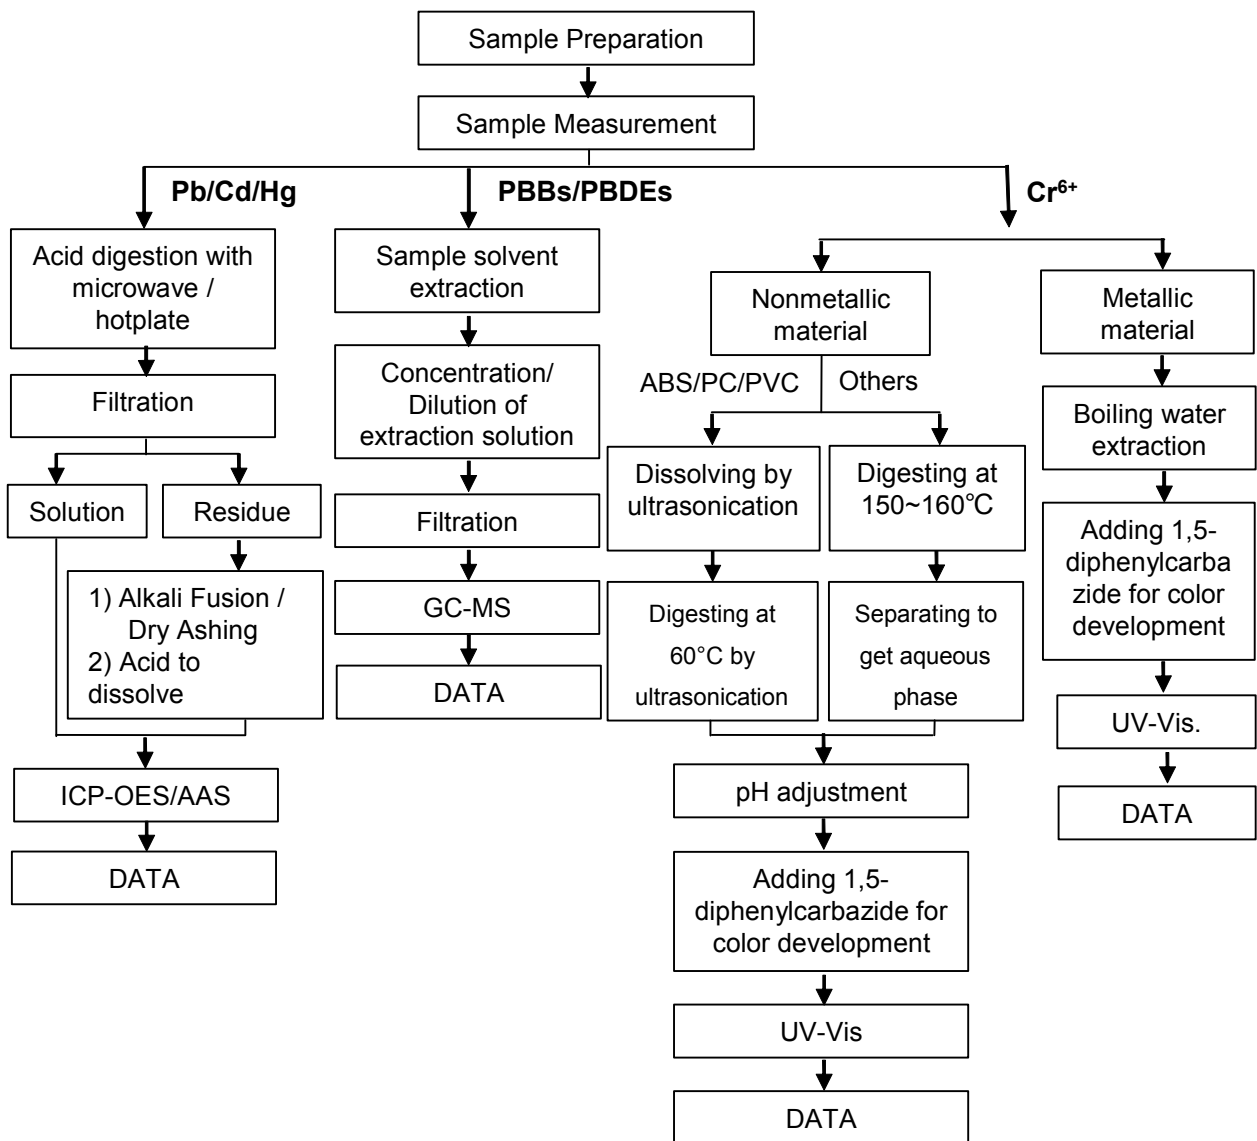 Sample Preparation
Sample Measurement
Pb/Cd/Hg
PBBs/PBDEs
Cr⁶⁺
Acid digestion with
microwave /
hotplate
Filtration
Solution
Residue
1) Alkali Fusion /
Dry Ashing
2) Acid to
dissolve
ICP-OES/AAS
DATA
Sample solvent
extraction
Concentration/
Dilution of
extraction solution
Filtration
GC-MS
DATA
Nonmetallic
material
ABS/PC/PVC
Others
Dissolving by
ultrasonication
Digesting at
60°C by
ultrasonication
Digesting at
150~160℃
Separating to
get aqueous
phase
pH adjustment
Adding 1,5-
diphenylcarbazide for
color development
UV-Vis
DATA
Metallic
material
Boiling water
extraction
Adding 1,5-
diphenylcarba
zide for color
development
UV-Vis.
DATA